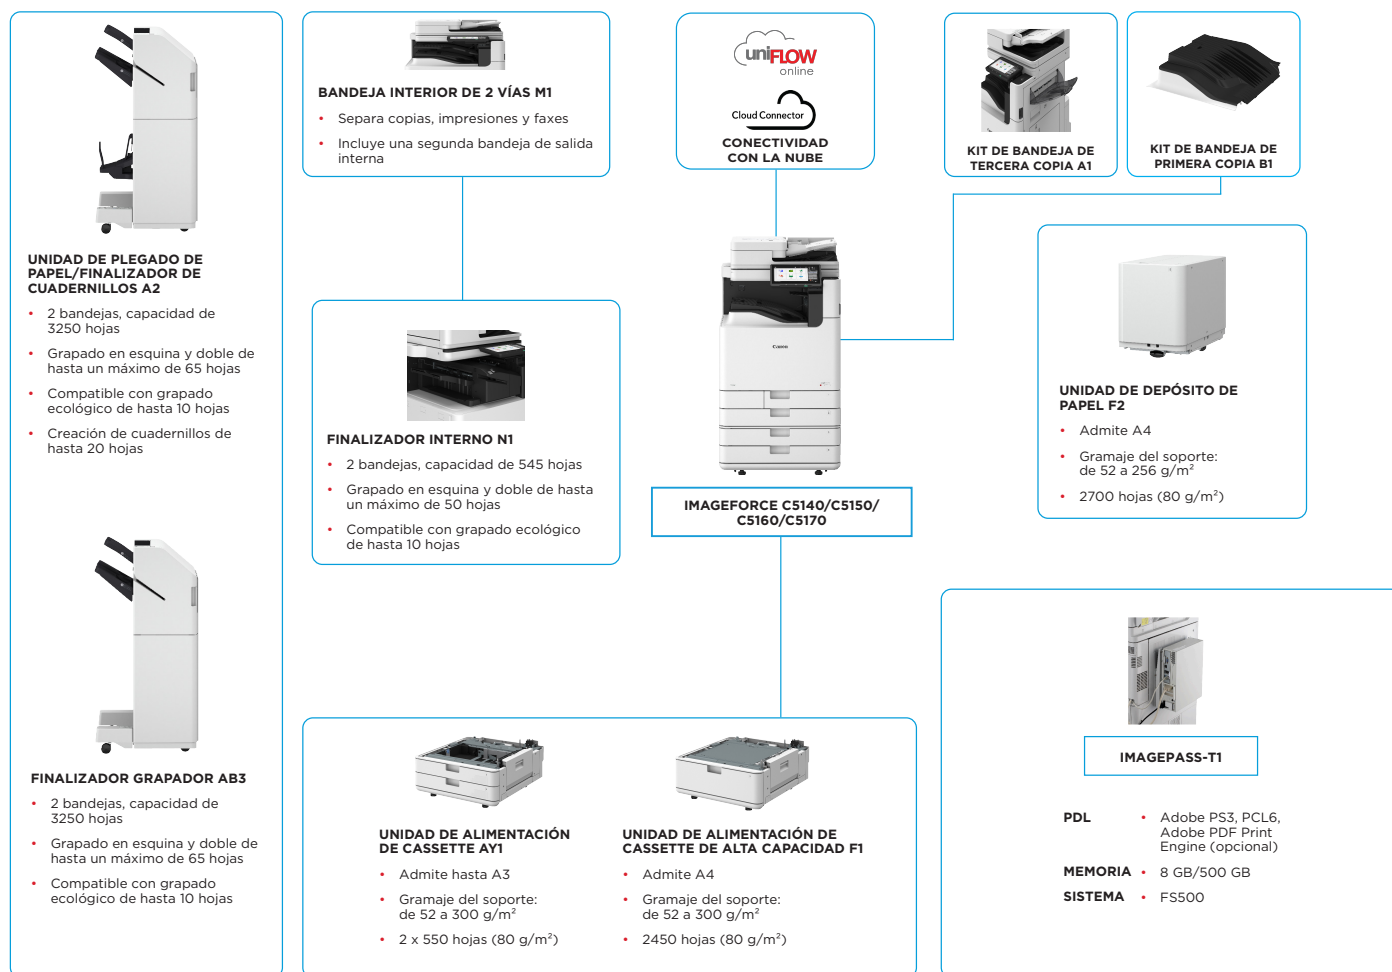 UNIDAD DE PLEGADO DE
PAPEL/FINALIZADOR DE
CUADERNILLOS A2
• 2 bandejas, capacidad de
3250 hojas
• Grapado en esquina y doble de
hasta un máximo de 65 hojas
• Compatible con grapado
ecológico de hasta 10 hojas
• Creación de cuadernillos de
hasta 20 hojas
FINALIZADOR GRAPADOR AB3
• 2 bandejas, capacidad de
3250 hojas
• Grapado en esquina y doble de
hasta un máximo de 65 hojas
• Compatible con grapado
ecológico de hasta 10 hojas
BANDEJA INTERIOR DE 2 VÍAS M1
• Separa copias, impresiones y faxes
• Incluye una segunda bandeja de salida
interna
FINALIZADOR INTERNO N1
• 2 bandejas, capacidad de 545 hojas
• Grapado en esquina y doble de hasta
un máximo de 50 hojas
• Compatible con grapado ecológico
de hasta 10 hojas
uniFLOW
online
Cloud Connector
CONECTIVIDAD
CON LA NUBE
Canon
IMAGEFORCE C5140/C5150/
C5160/C5170
KIT DE BANDEJA DE
TERCERA COPIA A1
KIT DE BANDEJA DE
PRIMERA COPIA B1
UNIDAD DE DEPÓSITO DE
PAPEL F2
• Admite A4
• Gramaje del soporte:
de 52 a 256 g/m²
• 2700 hojas (80 g/m²)
UNIDAD DE ALIMENTACIÓN
DE CASSETTE AY1
• Admite hasta A3
• Gramaje del soporte:
de 52 a 300 g/m²
• 2 x 550 hojas (80 g/m²)
UNIDAD DE ALIMENTACIÓN DE
CASSETTE DE ALTA CAPACIDAD F1
• Admite A4
• Gramaje del soporte:
de 52 a 300 g/m²
• 2450 hojas (80 g/m²)
IMAGEPASS-T1
PDL • Adobe PS3, PCL6,
Adobe PDF Print
Engine (opcional)
MEMORIA • 8 GB/500 GB
SISTEMA • FS500